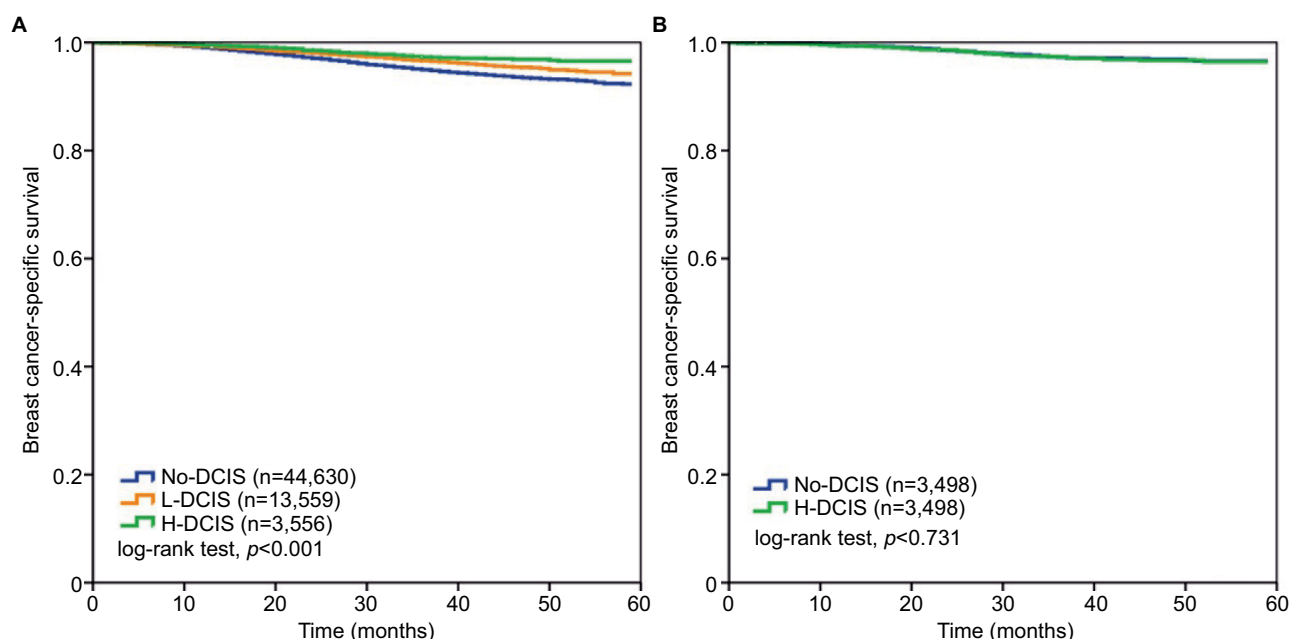 A
Breast cancer-specific survival
1.0
0.8
0.6
0.4
0.2
0
No-DCIS (n=44,630)
L-DCIS (n=13,559)
H-DCIS (n=3,556)
log-rank test, p<0.001
0 10 20 30 40 50 60
Time (months)
B
Breast cancer-specific survival
1.0
0.8
0.6
0.4
0.2
0
No-DCIS (n=3,498)
H-DCIS (n=3,498)
log-rank test, p<0.731
0 10 20 30 40 50 60
Time (months)